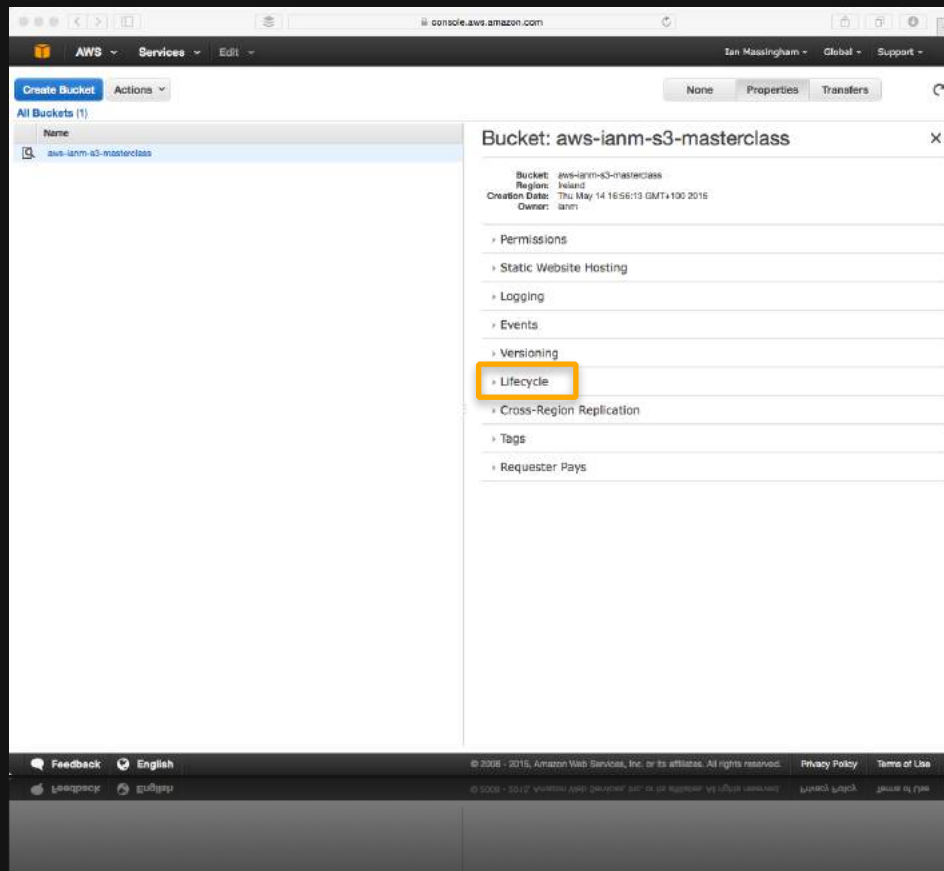 console.aws.amazon.com
AWS Services Edit Ian Massingham Global Support
Create Bucket Actions None Properties Transfers
All Buckets (1)
Name
aws-ianm-s3-masterclass
Bucket: aws-ianm-s3-masterclass
Bucket: aws-ianm-s3-masterclass
Region: Ireland
Creation Date: Thu May 14 16:56:13 GMT+100 2015
Owner: ianm
Permissions
Static Website Hosting
Logging
Events
Versioning
Lifecycle
Cross-Region Replication
Tags
Requester Pays
Feedback English © 2008 - 2015, Amazon Web Services, Inc. or its affiliates. All rights reserved. Privacy Policy Terms of Use